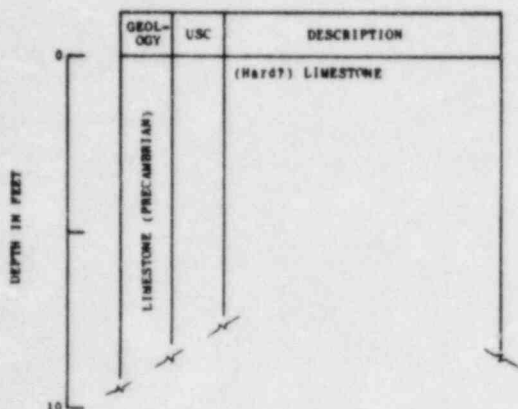 GEOL-
OGY
USC
DESCRIPTION
0
(Hard?) LIMESTONE
LIMESTONE (PRECAMBRIAN)
DEPTH IN FEET
10